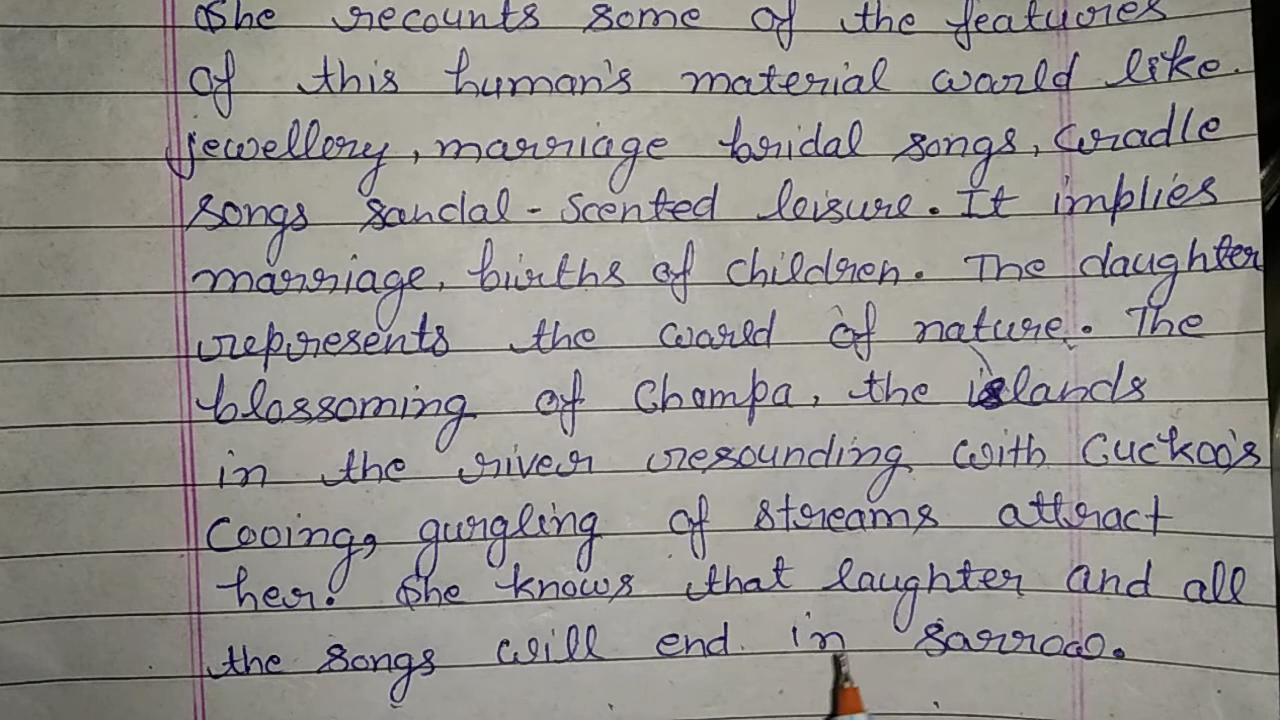 She recounts some of the features
of this human's material world like.
jewellery, marriage bridal songs, Cradle
songs sandal - scented leisure. It implies
marriage, births of children. The daughter
represents the world of nature. The
blossoming of Champa, the islands
in the river resounding with Cuckoo's
Cooing, gurgling of streams attract
her. She knows that laughter and all
the songs will end in sarrow.